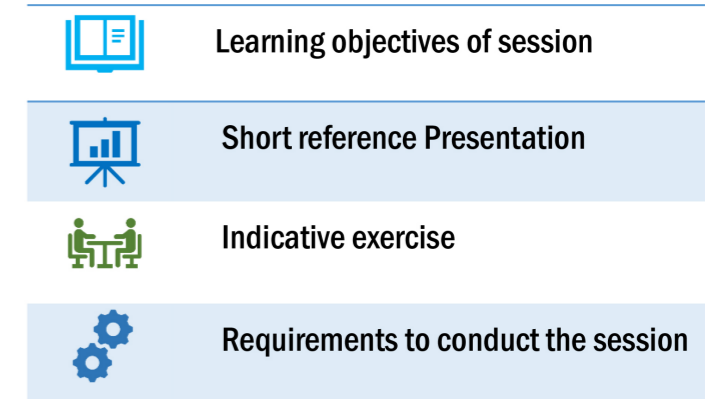 Learning objectives of session
Short reference Presentation
Indicative exercise
Requirements to conduct the session